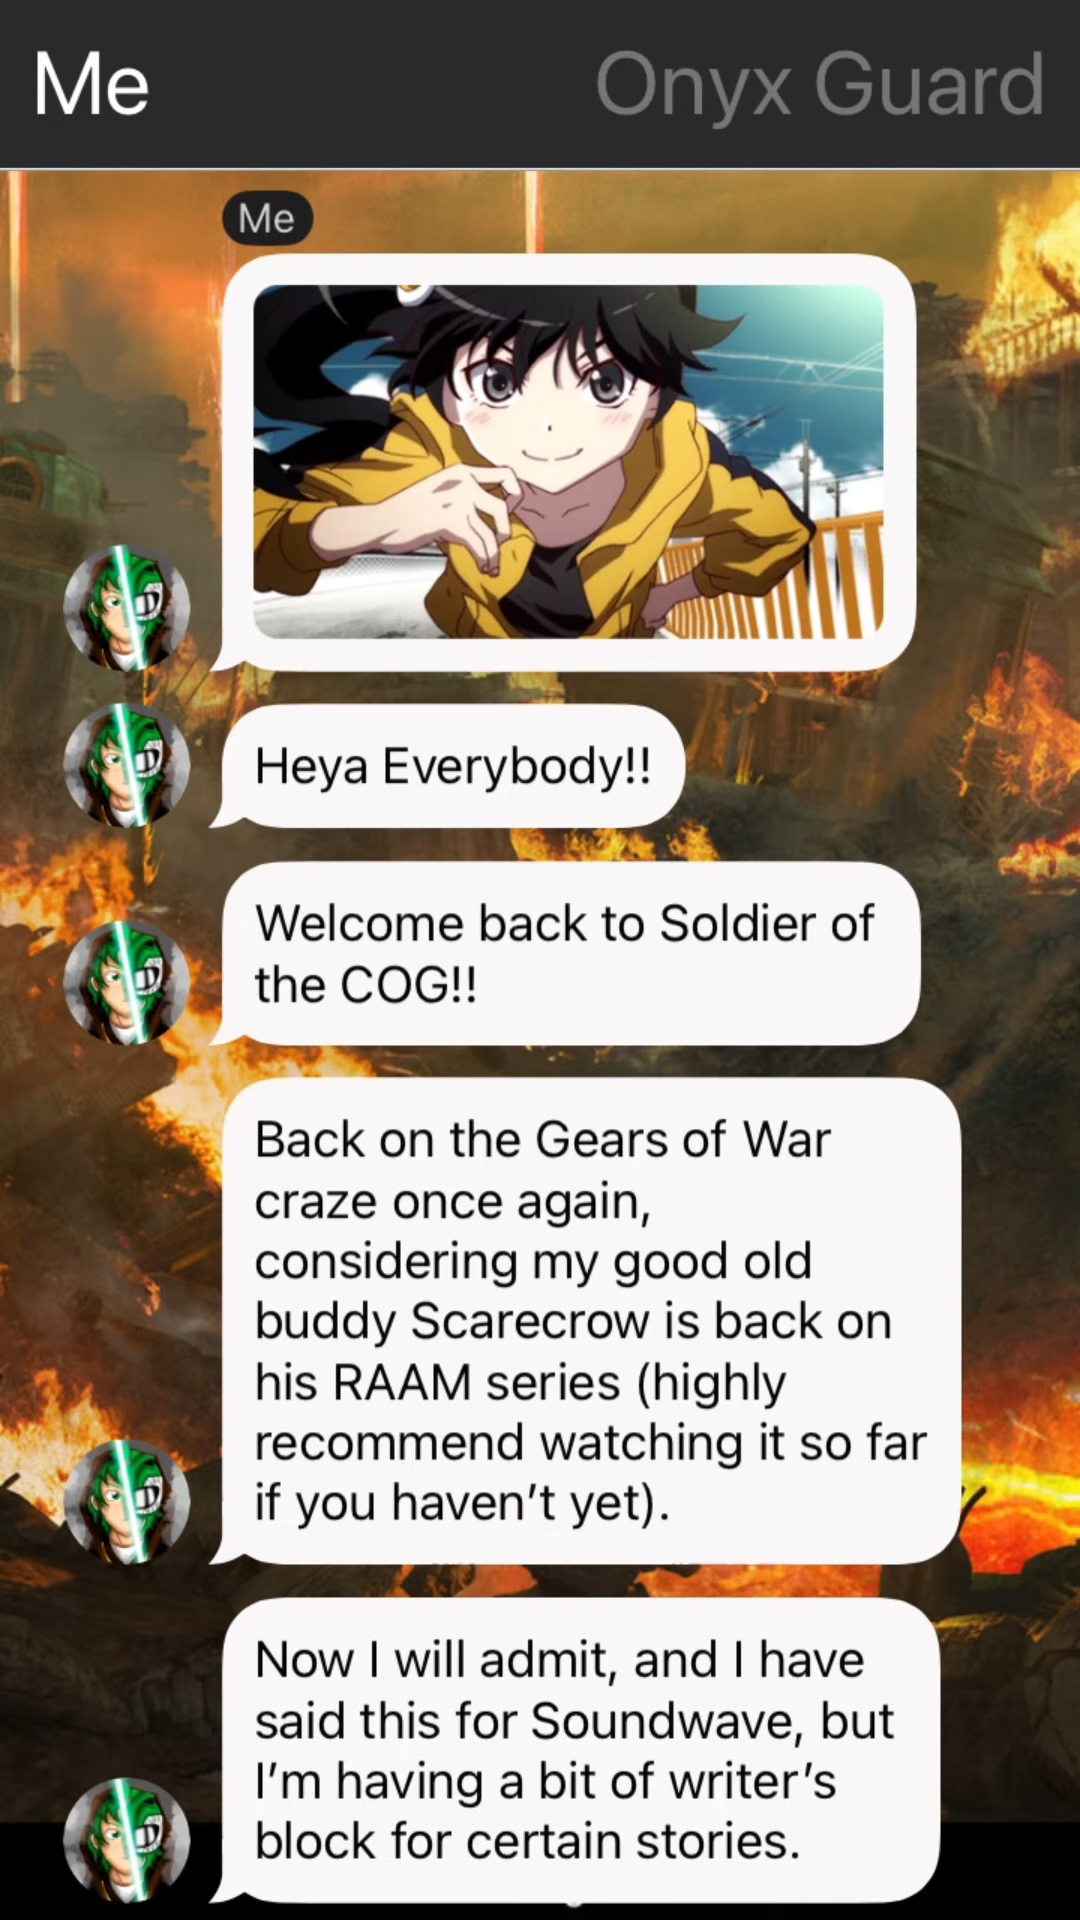 Me
Onyx Guard
Me
Heya Everybody!!
Welcome back to Soldier of
the COG!!
Back on the Gears of War
craze once again,
considering my good old
buddy Scarecrow is back on
his RAAM series (highly
recommend watching it so far
if you haven’t yet).
Now I will admit, and I have
said this for Soundwave, but
I’m having a bit of writer’s
block for certain stories.